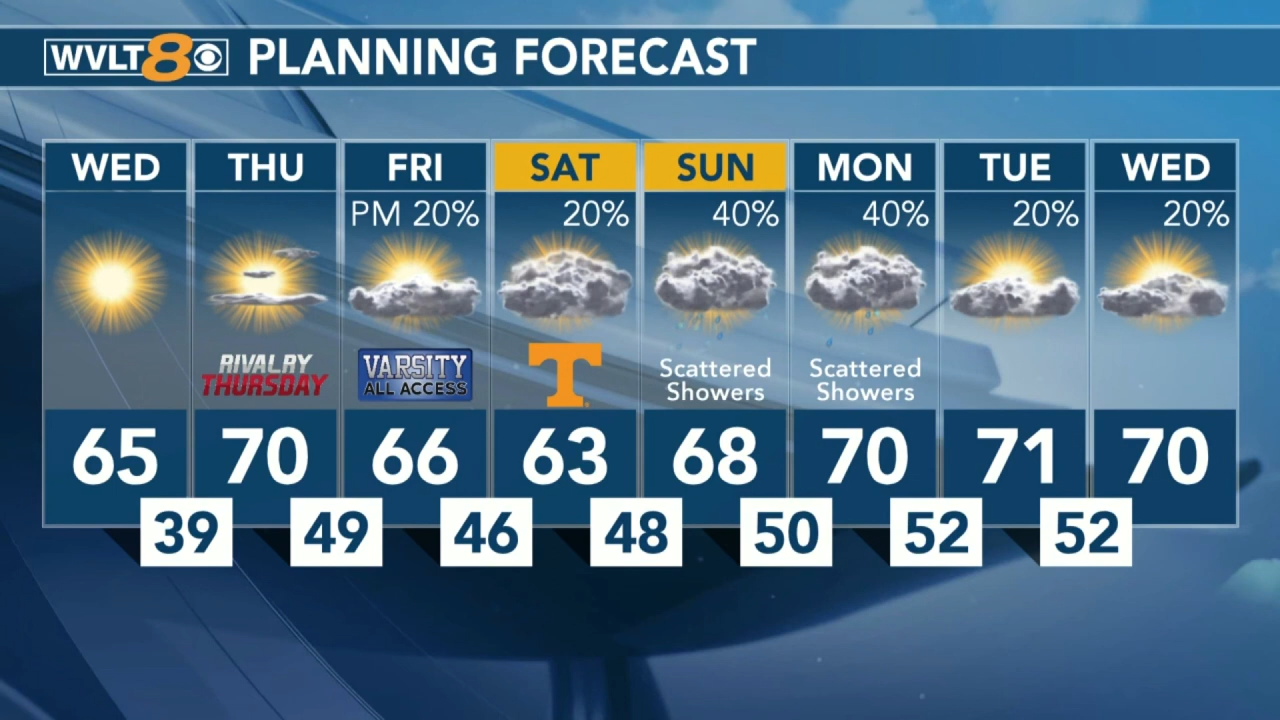 WVLT8 PLANNING FORECAST
WED THU FRI SAT SUN MON TUE WED
PM 20% 20% 40% 40% 20% 20%
RIVALRY
THURSDAY
VARSITY
ALL ACCESS
T
Scattered
Showers
Scattered
Showers
65 70 66 63 68 70 71 70
39 49 46 48 50 52 52